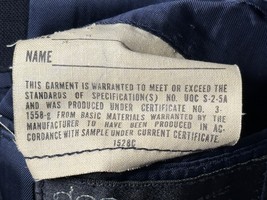 NAME
THIS GARMENT IS WARRANTED TO MEET OR EXCEED THE
STANDARDS OF SPECIFICATION(S) NO. UQC S-2-5A
AND WAS PRODUCED UNDER CERTIFICATE NO. 3-
1558-g FROM BASIC MATERIALS WARRANTED BY THE
MANUFACTURER TO HAVE BEEN PRODUCED IN AC-
CORDANCE WITH SAMPLE UNDER CURRENT CERTIFICATE.
1528C